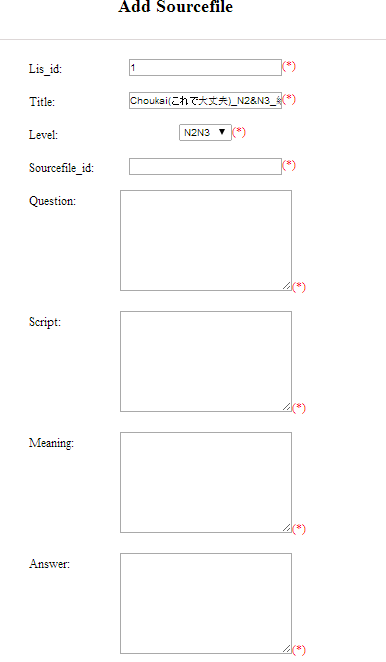 Add Sourcefile
Lis_id: 1 (*)
Title: Choukai(これで大丈夫)_N2&N3_ (*)
Level: N2N3 (*)
Sourcefile_id: (*)
Question: (*)
Script: (*)
Meaning: (*)
Answer: (*)